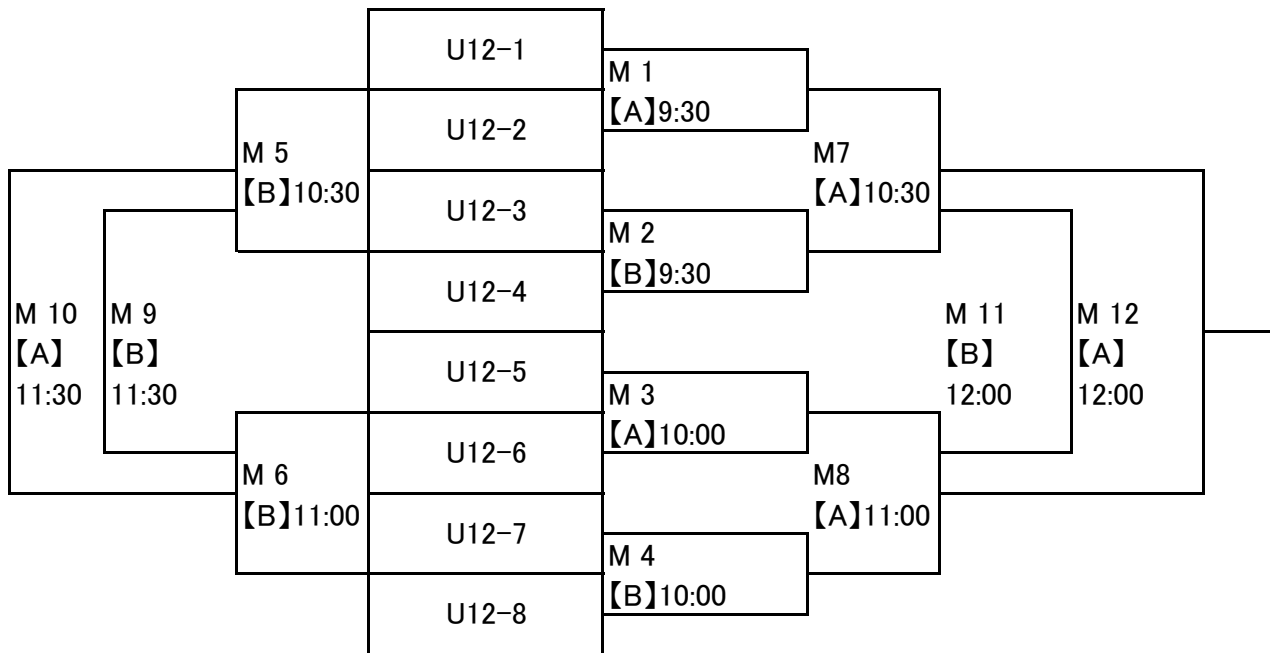 U12-1
U12-2
U12-3
U12-4
U12-5
U12-6
U12-7
U12-8
M 1
【A】9:30
M 2
【B】9:30
M 3
【A】10:00
M 4
【B】10:00
M 5
【B】10:30
M 6
【B】11:00
M7
【A】10:30
M8
【A】11:00
M 9
【B】
11:30
M 10
【A】
11:30
M 11
【B】
12:00
M 12
【A】
12:00